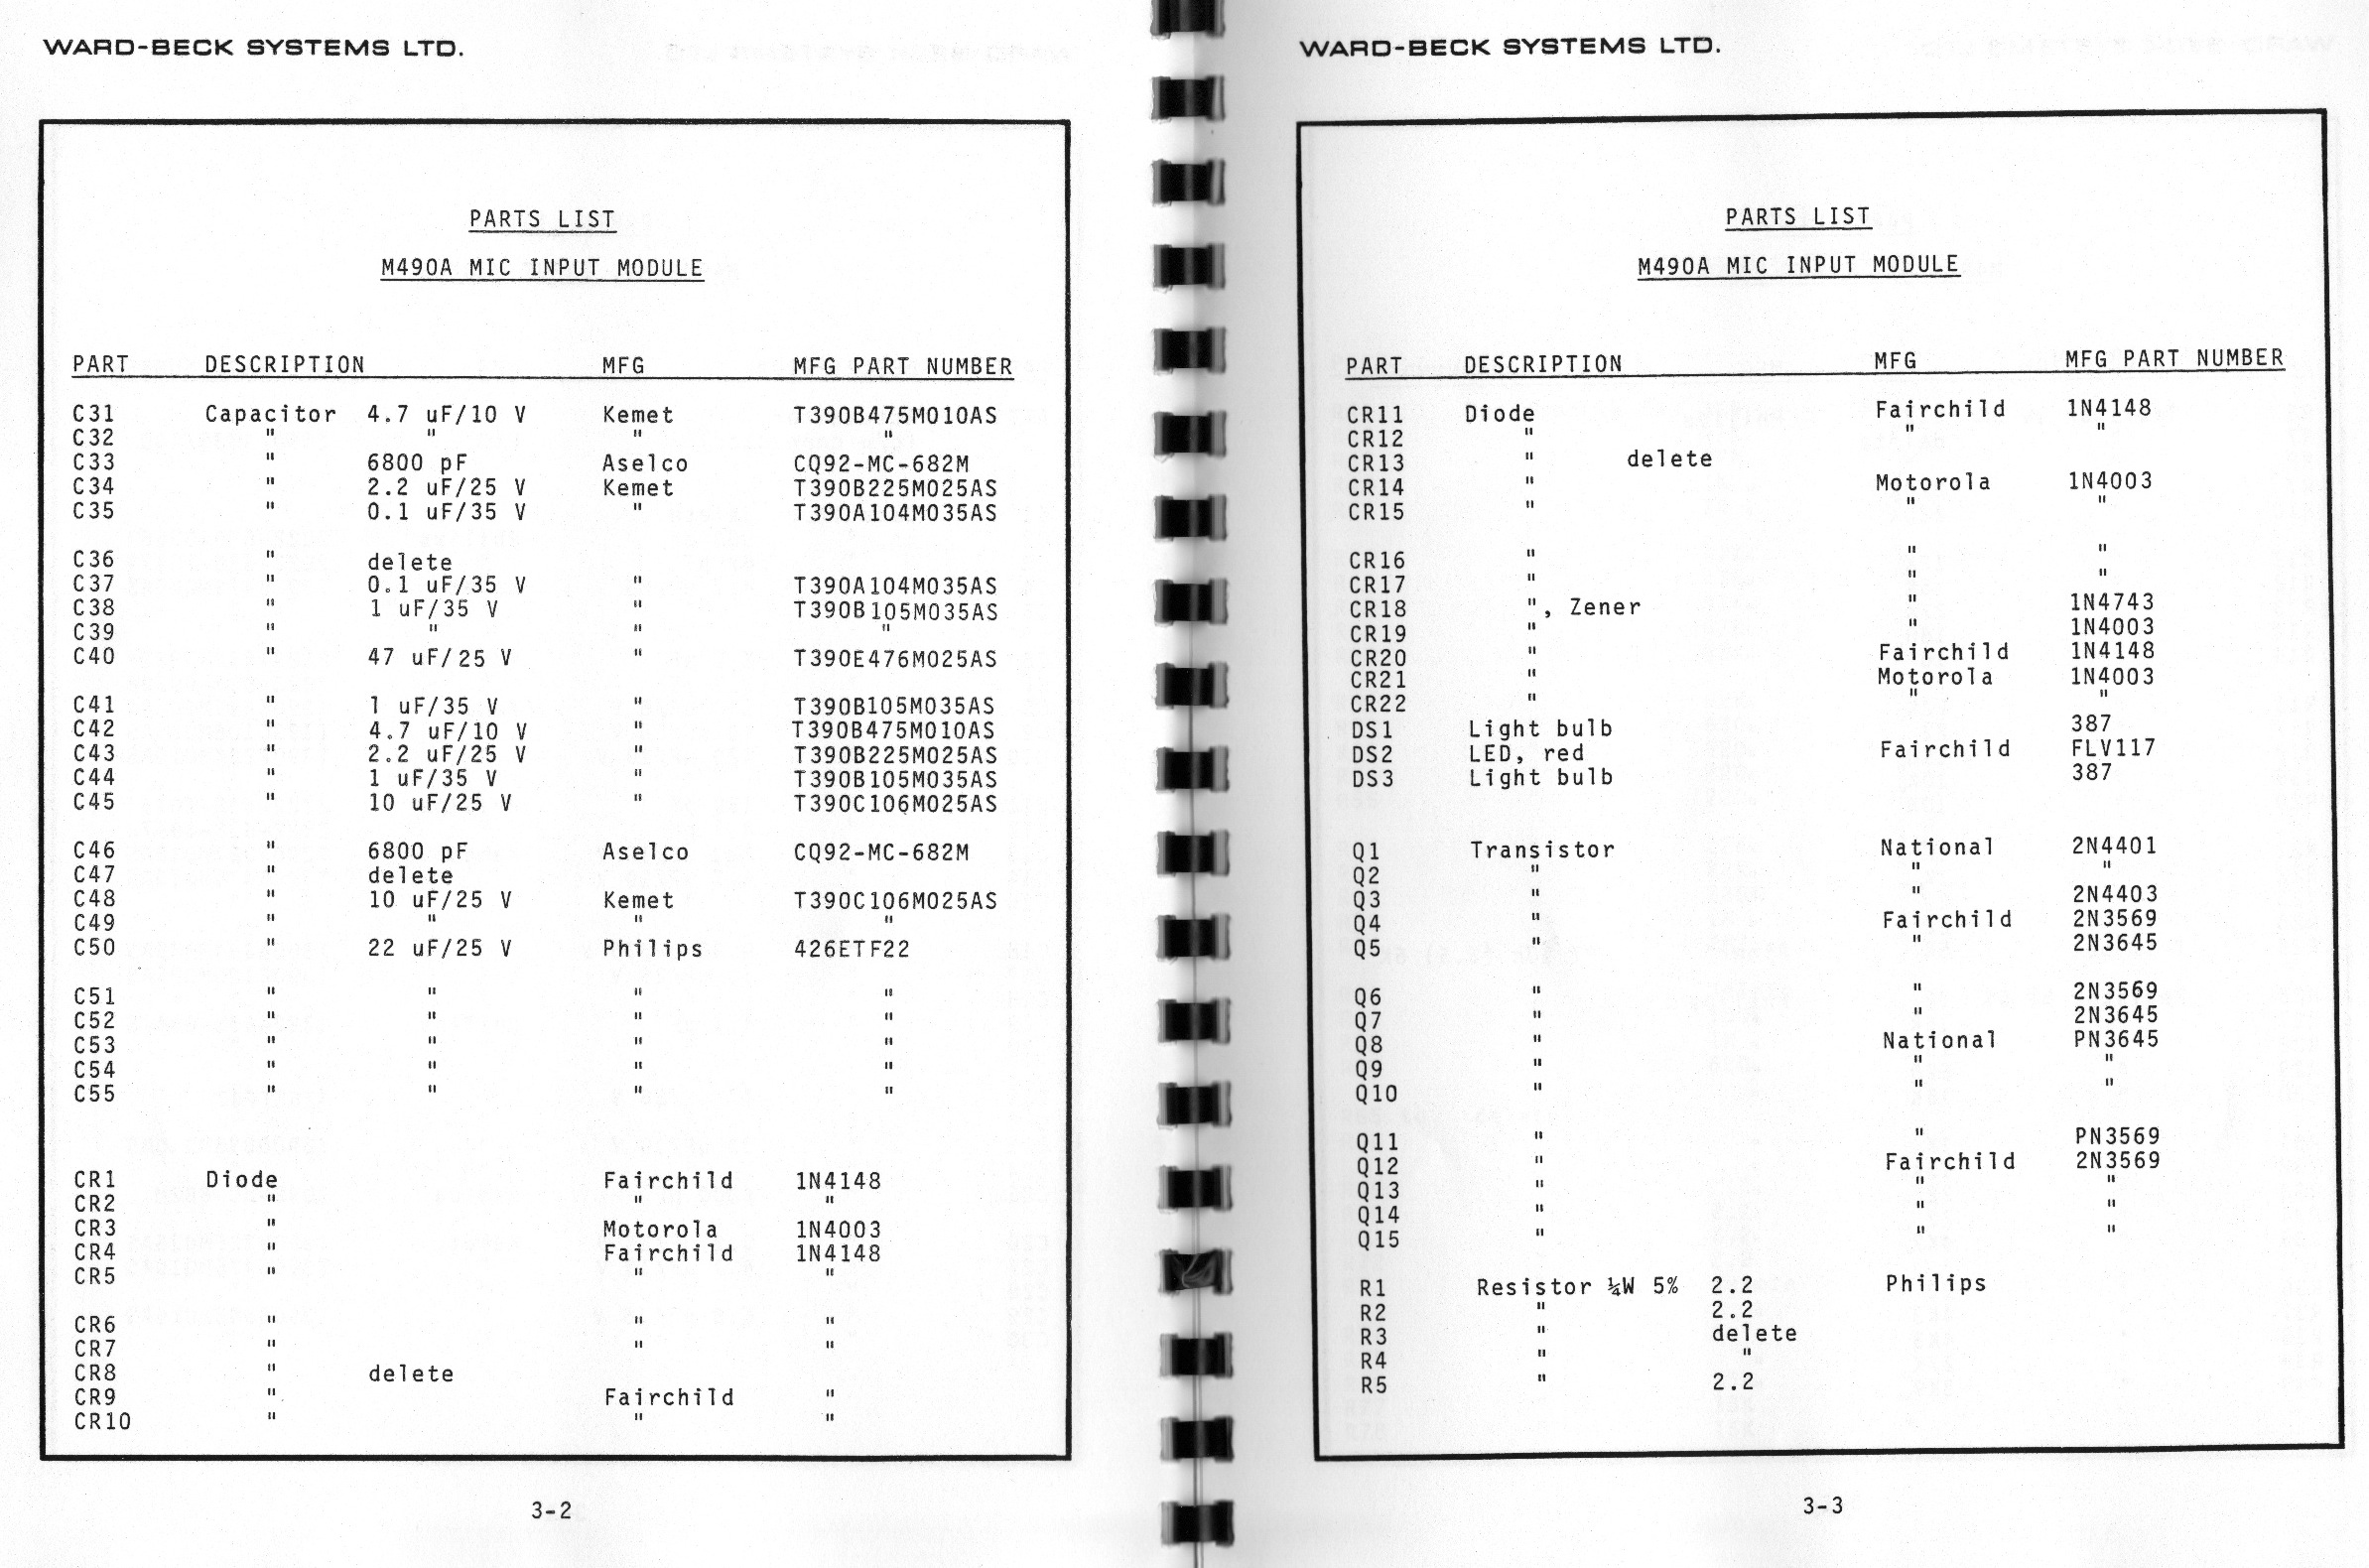 WARD-BECK SYSTEMS LTD.
PARTS LIST
M490A MIC INPUT MODULE
PART DESCRIPTION MFG MFG PART NUMBER
C31 Capacitor 4.7 uF/10 V Kemet T390B475M010AS
C32 " " " "
C33 " 6800 pF Aselco CQ92-MC-682M
C34 " 2.2 uF/25 V Kemet T390B225M025AS
C35 " 0.1 uF/35 V " T390A104M035AS
C36 " delete
C37 " 0.1 uF/35 V " T390A104M035AS
C38 " 1 uF/35 V " T390B105M035AS
C39 " " " "
C40 " 47 uF/25 V " T390E476M025AS
C41 " 1 uF/35 V " T390B105M035AS
C42 " 4.7 uF/10 V " T390B475M010AS
C43 " 2.2 uF/25 V " T390B225M025AS
C44 " 1 uF/35 V " T390B105M035AS
C45 " 10 uF/25 V " T390C106M025AS
C46 " 6800 pF Aselco CQ92-MC-682M
C47 " delete
C48 " 10 uF/25 V Kemet T390C106M025AS
C49 " " " "
C50 " 22 uF/25 V Philips 426ETF22
C51 " " " "
C52 " " " "
C53 " " " "
C54 " " " "
C55 " " " "
CR1 Diode Fairchild 1N4148
CR2 " " "
CR3 " Motorola 1N4003
CR4 " Fairchild 1N4148
CR5 " " "
CR6 " " "
CR7 " " "
CR8 " delete
CR9 " Fairchild "
CR10 " " "
3-2
WARD-BECK SYSTEMS LTD.
PARTS LIST
M490A MIC INPUT MODULE
PART DESCRIPTION MFG MFG PART NUMBER
CR11 Diode Fairchild 1N4148
CR12 " " "
CR13 " delete
CR14 " Motorola 1N4003
CR15 " " "
CR16 " " "
CR17 " " "
CR18 ", Zener " 1N4743
CR19 " " 1N4003
CR20 " Fairchild 1N4148
CR21 " Motorola 1N4003
CR22 " " "
DS1 Light bulb 387
DS2 LED, red Fairchild FLV117
DS3 Light bulb 387
Q1 Transistor National 2N4401
Q2 " " "
Q3 " " 2N4403
Q4 " Fairchild 2N3569
Q5 " " 2N3645
Q6 " " 2N3569
Q7 " " 2N3645
Q8 " National PN3645
Q9 " " "
Q10 " " "
Q11 " " PN3569
Q12 " Fairchild 2N3569
Q13 " " "
Q14 " " "
Q15 " " "
R1 Resistor ¼W 5% 2.2 Philips
R2 " 2.2
R3 " delete
R4 " "
R5 " 2.2
3-3